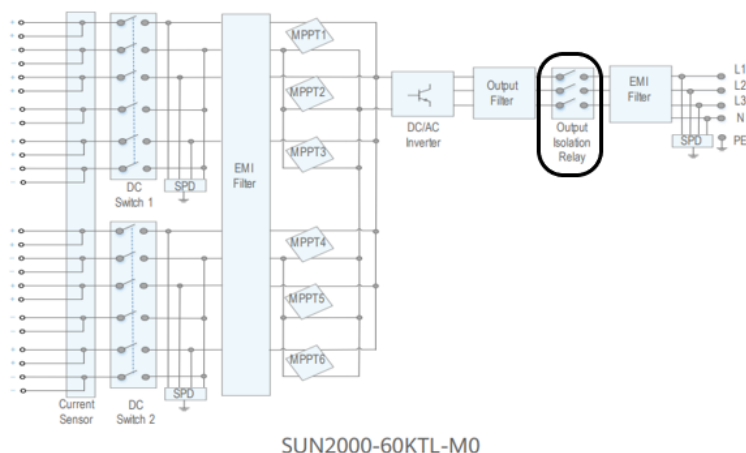 MPPT1
MPPT2
MPPT3
MPPT4
MPPT5
MPPT6
EMI
Filter
DC
Switch 1
SPD
DC
Switch 2
SPD
Current
Sensor
DC/AC
Inverter
Output
Filter
Output
Isolation
Relay
EMI
Filter
L1
L2
L3
N
PE
SPD
SUN2000-60KTL-M0